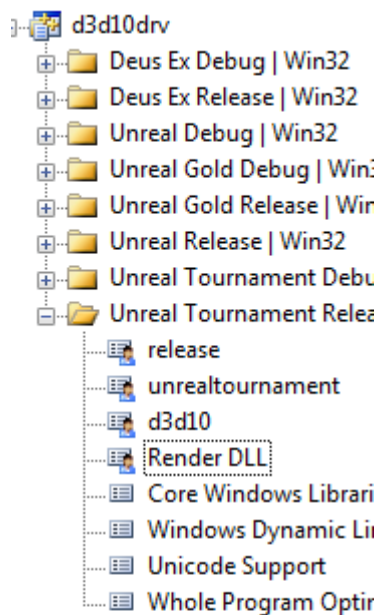 d3d10drv
Deus Ex Debug | Win32
Deus Ex Release | Win32
Unreal Debug | Win32
Unreal Gold Debug | Win
Unreal Gold Release | Win
Unreal Release | Win32
Unreal Tournament Debu
Unreal Tournament Relea
release
unrealtournament
d3d10
Render DLL
Core Windows Librari
Windows Dynamic Li
Unicode Support
Whole Program Opti